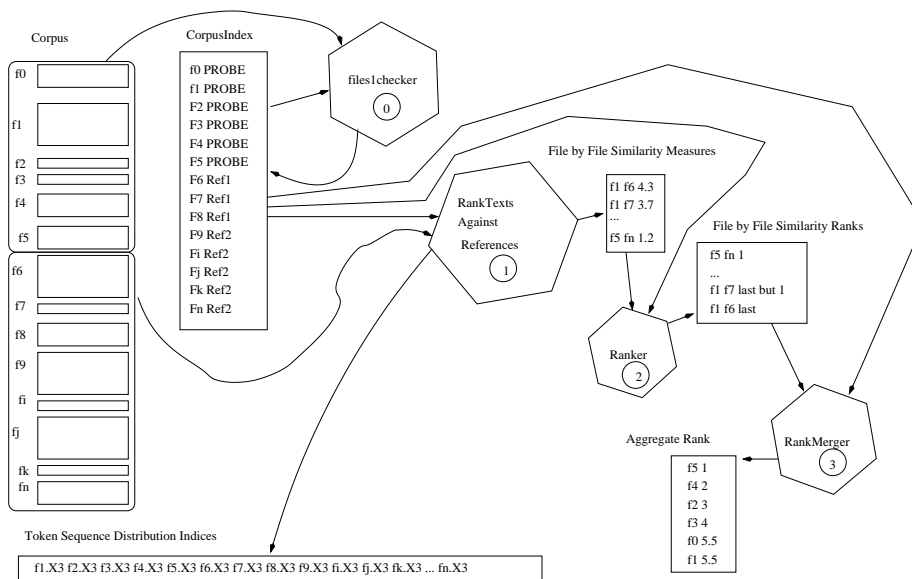 Corpus
f0
f1
f2
f3
f4
f5
f6
f7
f8
f9
fi
fj
fk
fn
CorpusIndex
f0 PROBE
f1 PROBE
F2 PROBE
F3 PROBE
F4 PROBE
F5 PROBE
F6 Ref1
F7 Ref1
F8 Ref1
F9 Ref2
Fi Ref2
Fj Ref2
Fk Ref2
Fn Ref2
files1checker
0
RankTexts
Against
References
1
File by File Similarity Measures
f1 f6 4.3
f1 f7 3.7
...
f5 fn 1.2
File by File Similarity Ranks
f5 fn 1
...
f1 f7 last but 1
f1 f6 last
Ranker
2
RankMerger
3
Aggregate Rank
f5 1
f4 2
f2 3
f3 4
f0 5.5
f1 5.5
Token Sequence Distribution Indices
f1.X3 f2.X3 f3.X3 f4.X3 f5.X3 f6.X3 f7.X3 f8.X3 f9.X3 fi.X3 fj.X3 fk.X3 ... fn.X3